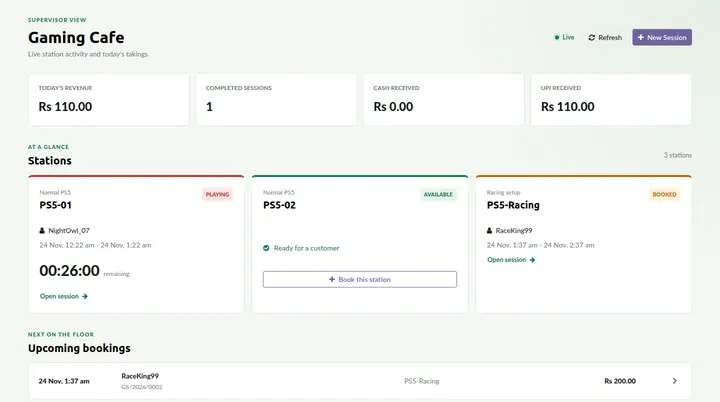 SUPERVISOR VIEW
Gaming Cafe
Live station activity and today's takings
Live
Refresh
New Session
TODAY'S REVENUE
Rs 110.00
COMPLETED SESSIONS
1
CASH RECEIVED
Rs 0.00
UPI RECEIVED
Rs 110.00
AT A GLANCE
Stations
3 stations
Normal PS5
PS5-01
PLAYING
NightOwl_07
24 Nov, 12:22 am - 24 Nov, 1:22 am
00:26:00 remaining
Open session
Normal PS5
PS5-02
AVAILABLE
Ready for a customer
Book this station
Racing setup
PS5-Racing
BOOKED
RaceKing99
24 Nov, 1:37 am - 24 Nov, 2:37 am
Open session
NEXT ON THE FLOOR
Upcoming bookings
24 Nov, 1:37 am
RaceKing99
GS/2026/0002
PS5-Racing
Rs 200.00